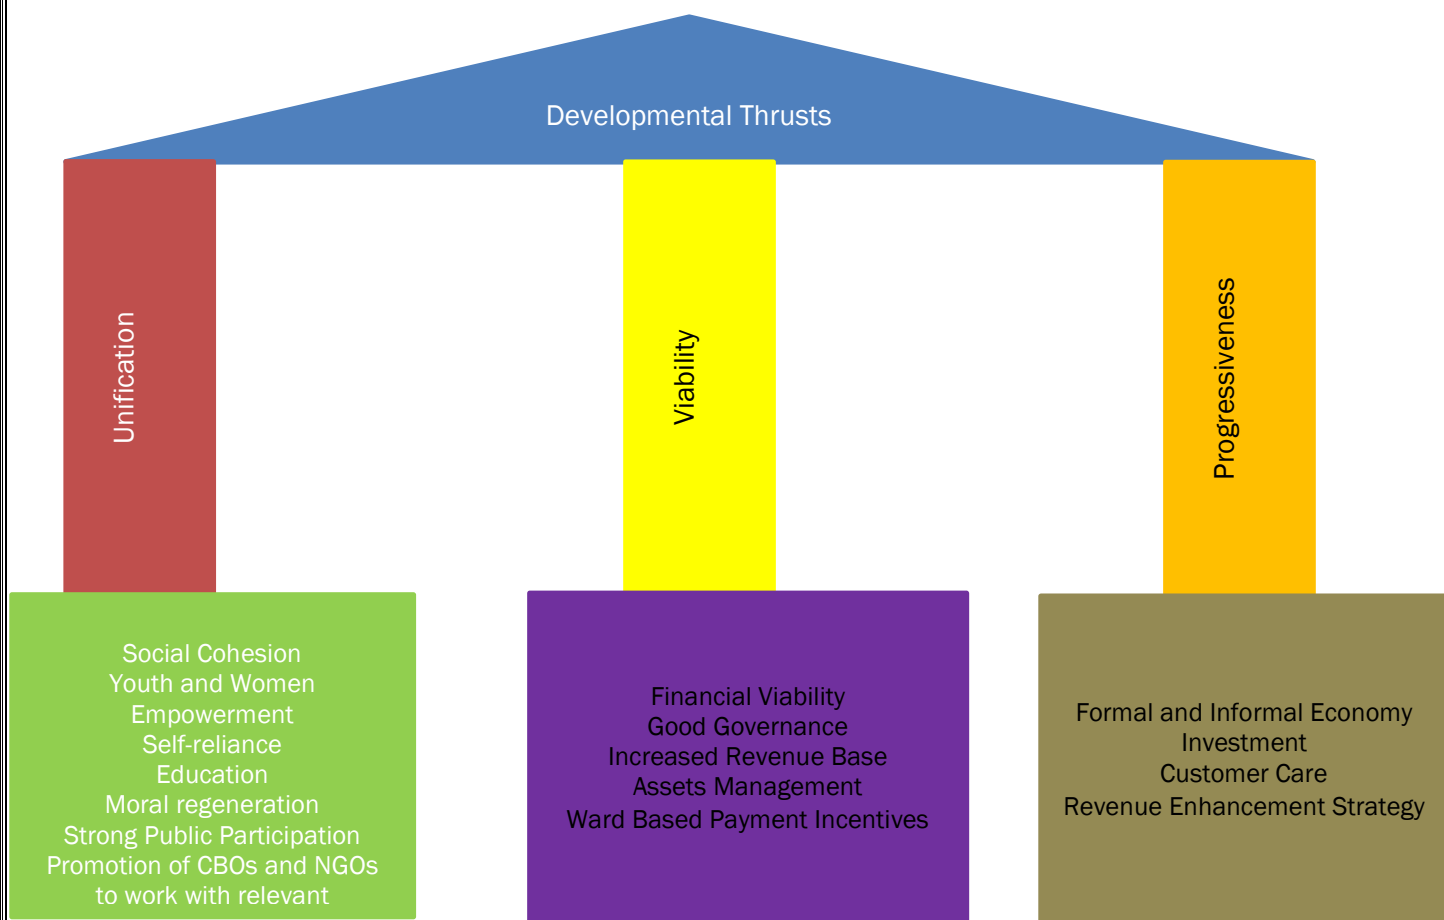 Developmental Thrusts
Unification
Viability
Progressiveness
Social Cohesion
Youth and Women
Empowerment
Self-reliance
Education
Moral regeneration
Strong Public Participation
Promotion of CBOs and NGOs
to work with relevant
Financial Viability
Good Governance
Increased Revenue Base
Assets Management
Ward Based Payment Incentives
Formal and Informal Economy
Investment
Customer Care
Revenue Enhancement Strategy